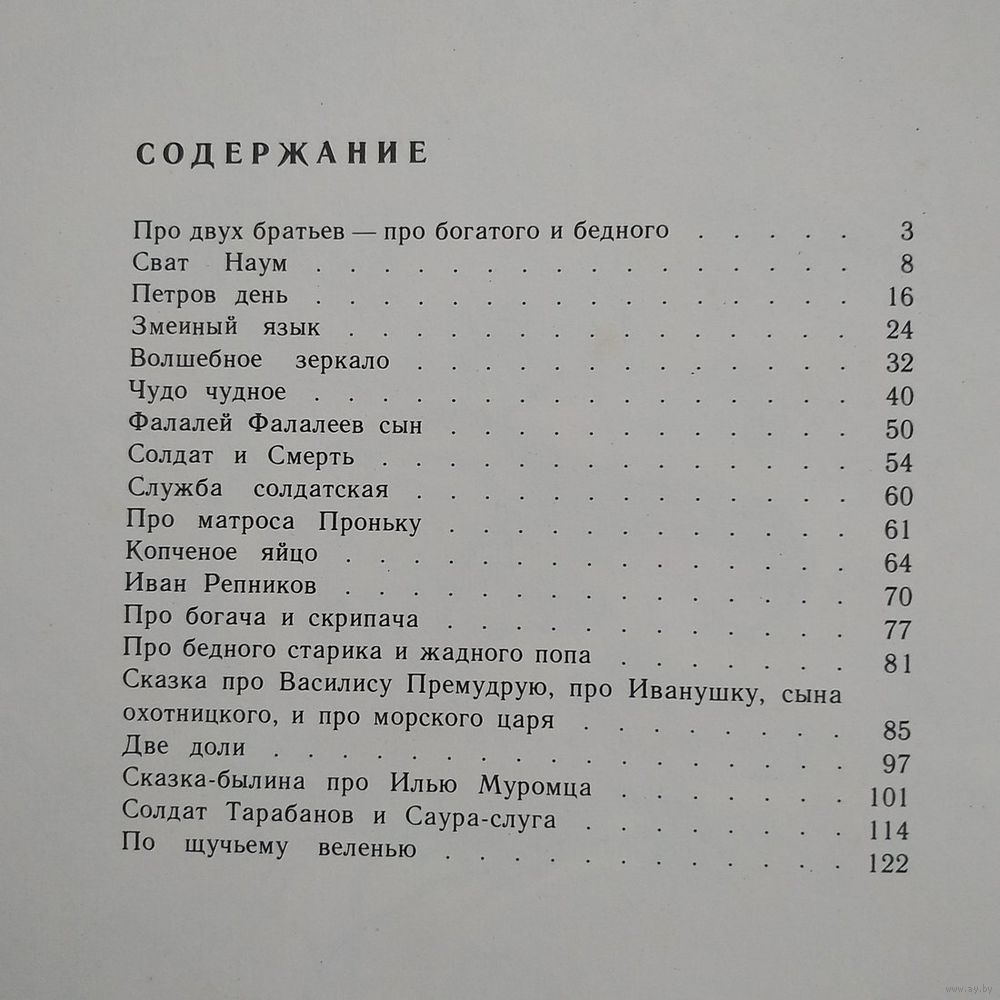 СОДЕРЖАНИЕ
Про двух братьев — про богатого и бедного . . . . . 3
Сват Наум . . . . . . . . . . . . . . . . 8
Петров день . . . . . . . . . . . . . . . . 16
Змеиный язык . . . . . . . . . . . . . . . 24
Волшебное зеркало . . . . . . . . . . . . . 32
Чудо чудное . . . . . . . . . . . . . . . . 40
Фалалей Фалалеев сын . . . . . . . . . . . . 50
Солдат и Смерть . . . . . . . . . . . . . . 54
Служба солдатская . . . . . . . . . . . . . 60
Про матроса Проньку . . . . . . . . . . . . 61
Копченое яйцо . . . . . . . . . . . . . . . 64
Иван Репников . . . . . . . . . . . . . . . 70
Про богача и скрипача . . . . . . . . . . . . 77
Про бедного старика и жадного попа . . . . . . . 81
Сказка про Василису Премудрую, про Иванушку, сына
охотницкого, и про морского царя . . . . . . . . 85
Две доли . . . . . . . . . . . . . . . . . 97
Сказка-былина про Илью Муромца . . . . . . . 101
Солдат Тарабанов и Саура-слуга . . . . . . . . 114
По щучьему веленью . . . . . . . . . . . . 122
www.ay.by